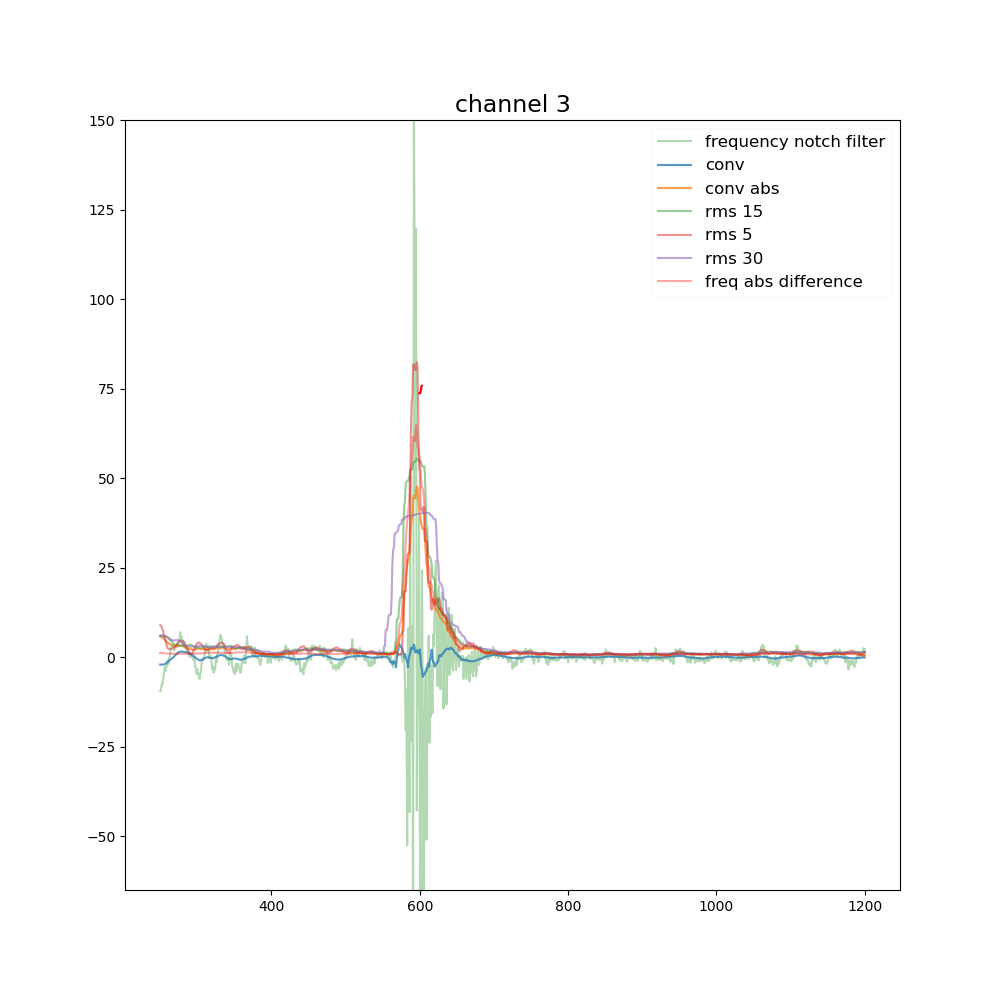 channel 3
150
125
100
75
50
25
0
−25
−50
400
600
800
1000
1200
frequency notch filter
conv
conv abs
rms 15
rms 5
rms 30
freq abs difference